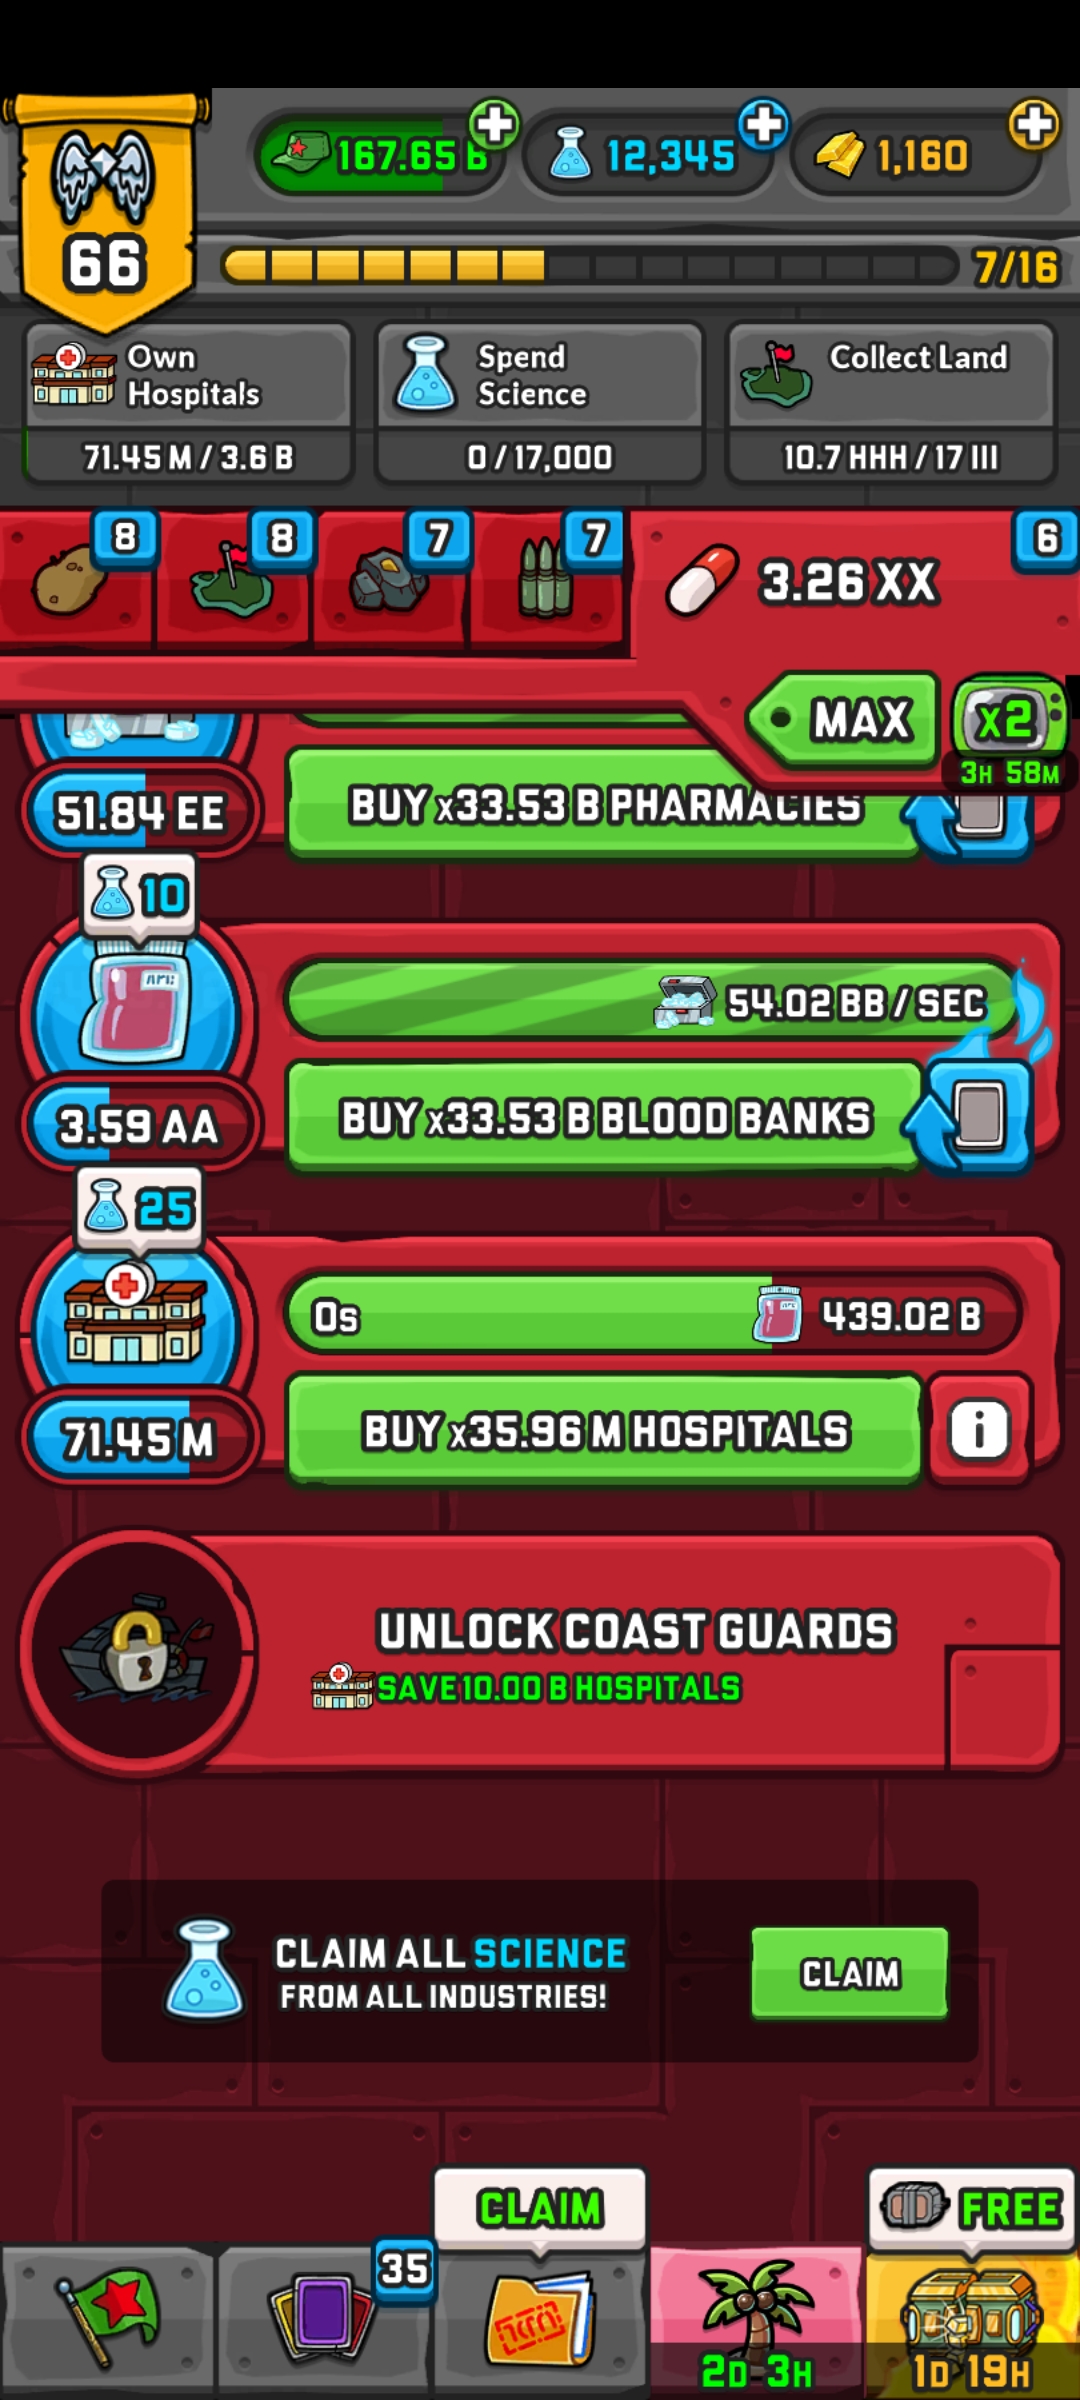 167.65 B
12,345
1,160
66
7/16
Own
Hospitals
71.45 M / 3.6 B
Spend
Science
0 / 17,000
Collect Land
10.7 HHH / 17 III
8
8
7
7
3.26 XX
6
MAX
x2
3H 58M
51.84 EE
BUY x33.53 B PHARMACIES
10
54.02 BB / SEC
3.59 AA
BUY x33.53 B BLOOD BANKS
25
0s
439.02 B
71.45 M
BUY x35.96 M HOSPITALS
i
UNLOCK COAST GUARDS
SAVE 10.00 B HOSPITALS
CLAIM ALL SCIENCE
FROM ALL INDUSTRIES!
CLAIM
CLAIM
FREE
35
2D 3H
1D 19H